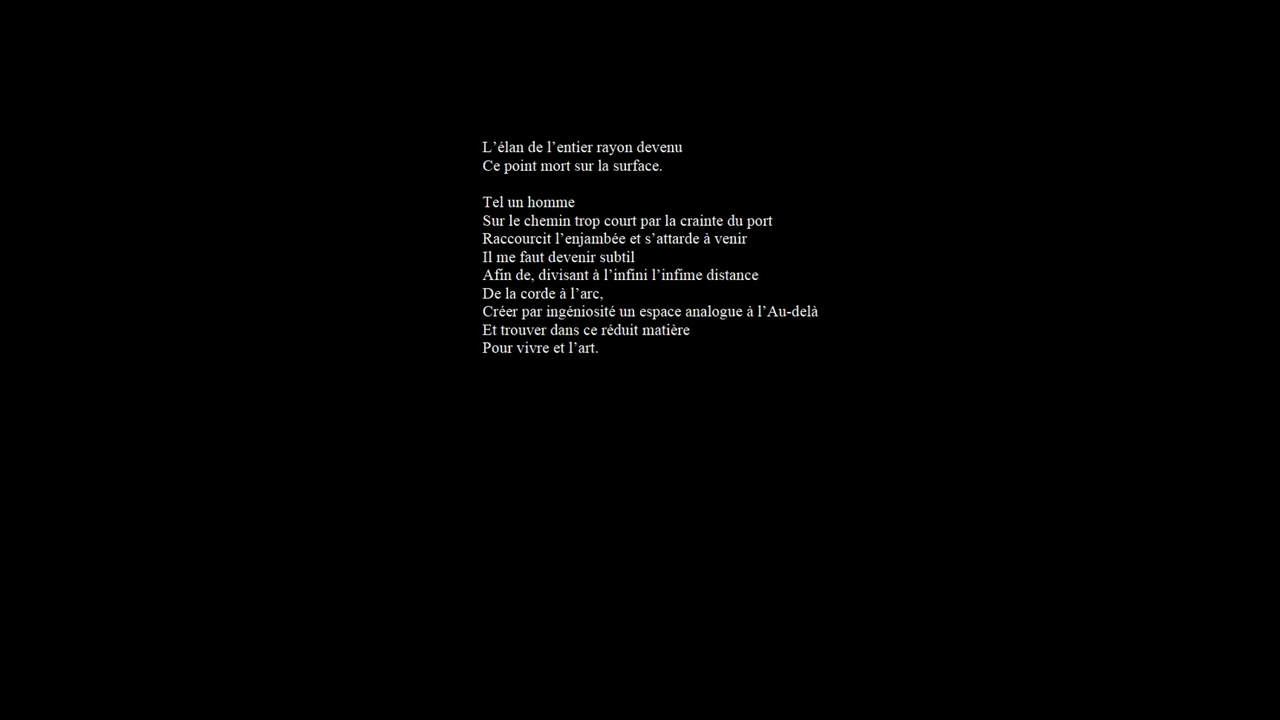 L’élan de l’entier rayon devenu
Ce point mort sur la surface.
Tel un homme
Sur le chemin trop court par la crainte du port
Raccourcit l’enjambée et s’attarde à venir
Il me faut devenir subtil
Afin de, divisant à l’infini l’infime distance
De la corde à l’arc,
Créer par ingéniosité un espace analogue à l’Au-delà
Et trouver dans ce réduit matière
Pour vivre et l’art.